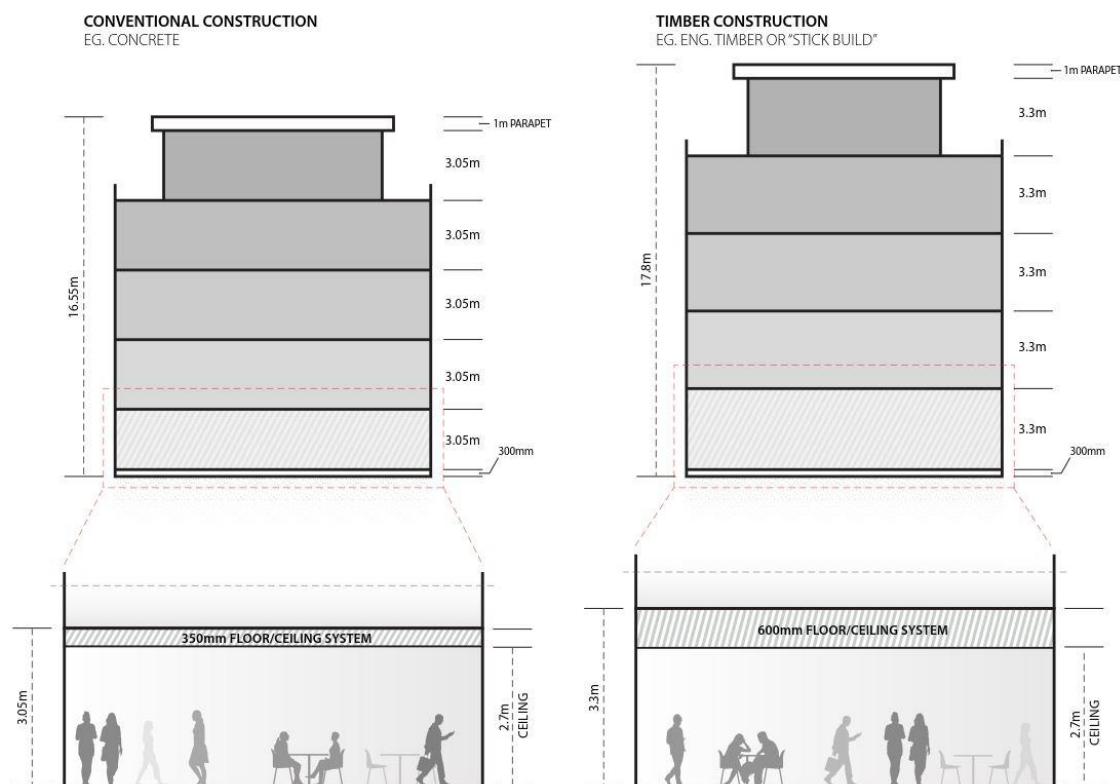 CONVENTIONAL CONSTRUCTION
EG. CONCRETE
1m PARAPET
3.05m
3.05m
3.05m
3.05m
3.05m
300mm
16.55m
350mm FLOOR/CEILING SYSTEM
3.05m
2.7m
CEILING
TIMBER CONSTRUCTION
EG. ENG. TIMBER OR "STICK BUILD"
1m PARAPET
3.3m
3.3m
3.3m
3.3m
3.3m
300mm
17.8m
600mm FLOOR/CEILING SYSTEM
3.3m
2.7m
CEILING